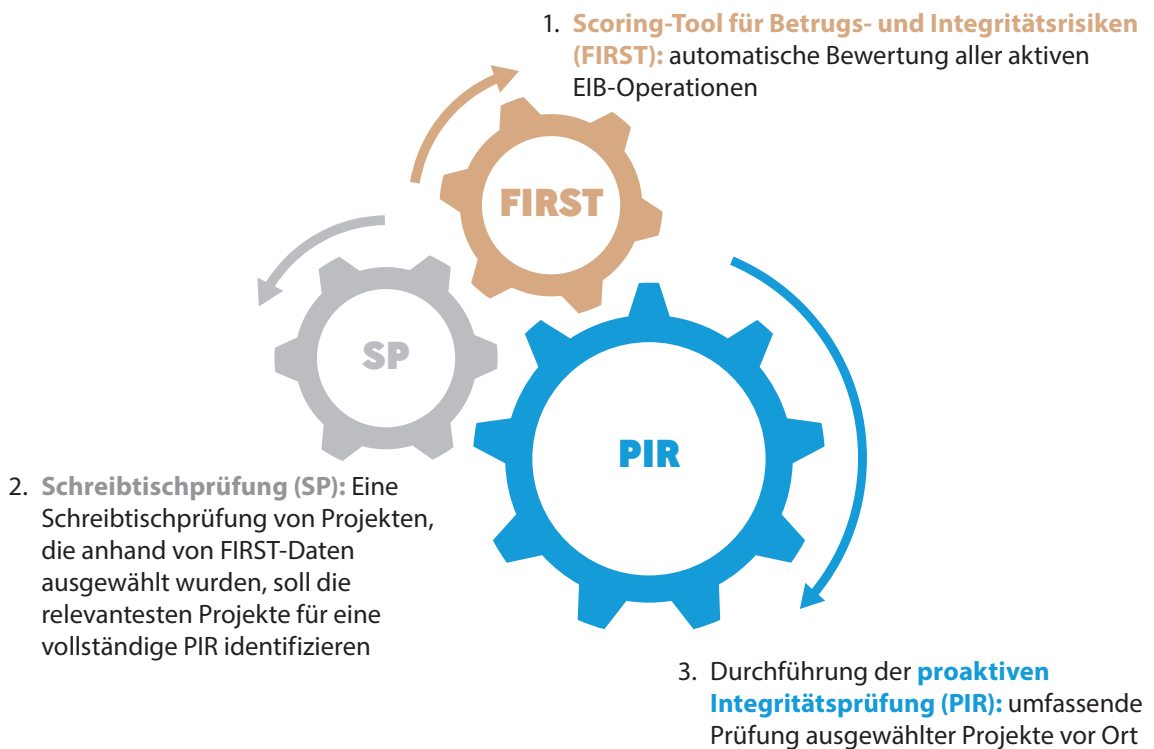 1. Scoring-Tool für Betrugs- und Integritätsrisiken
(FIRST): automatische Bewertung aller aktiven
EIB-Operationen
FIRST
SP
PIR
2. Schreibtischprüfung (SP): Eine
Schreibtischprüfung von Projekten,
die anhand von FIRST-Daten
ausgewählt wurden, soll die
relevantesten Projekte für eine
vollständige PIR identifizieren
3. Durchführung der proaktiven
Integritätsprüfung (PIR): umfassende
Prüfung ausgewählter Projekte vor Ort